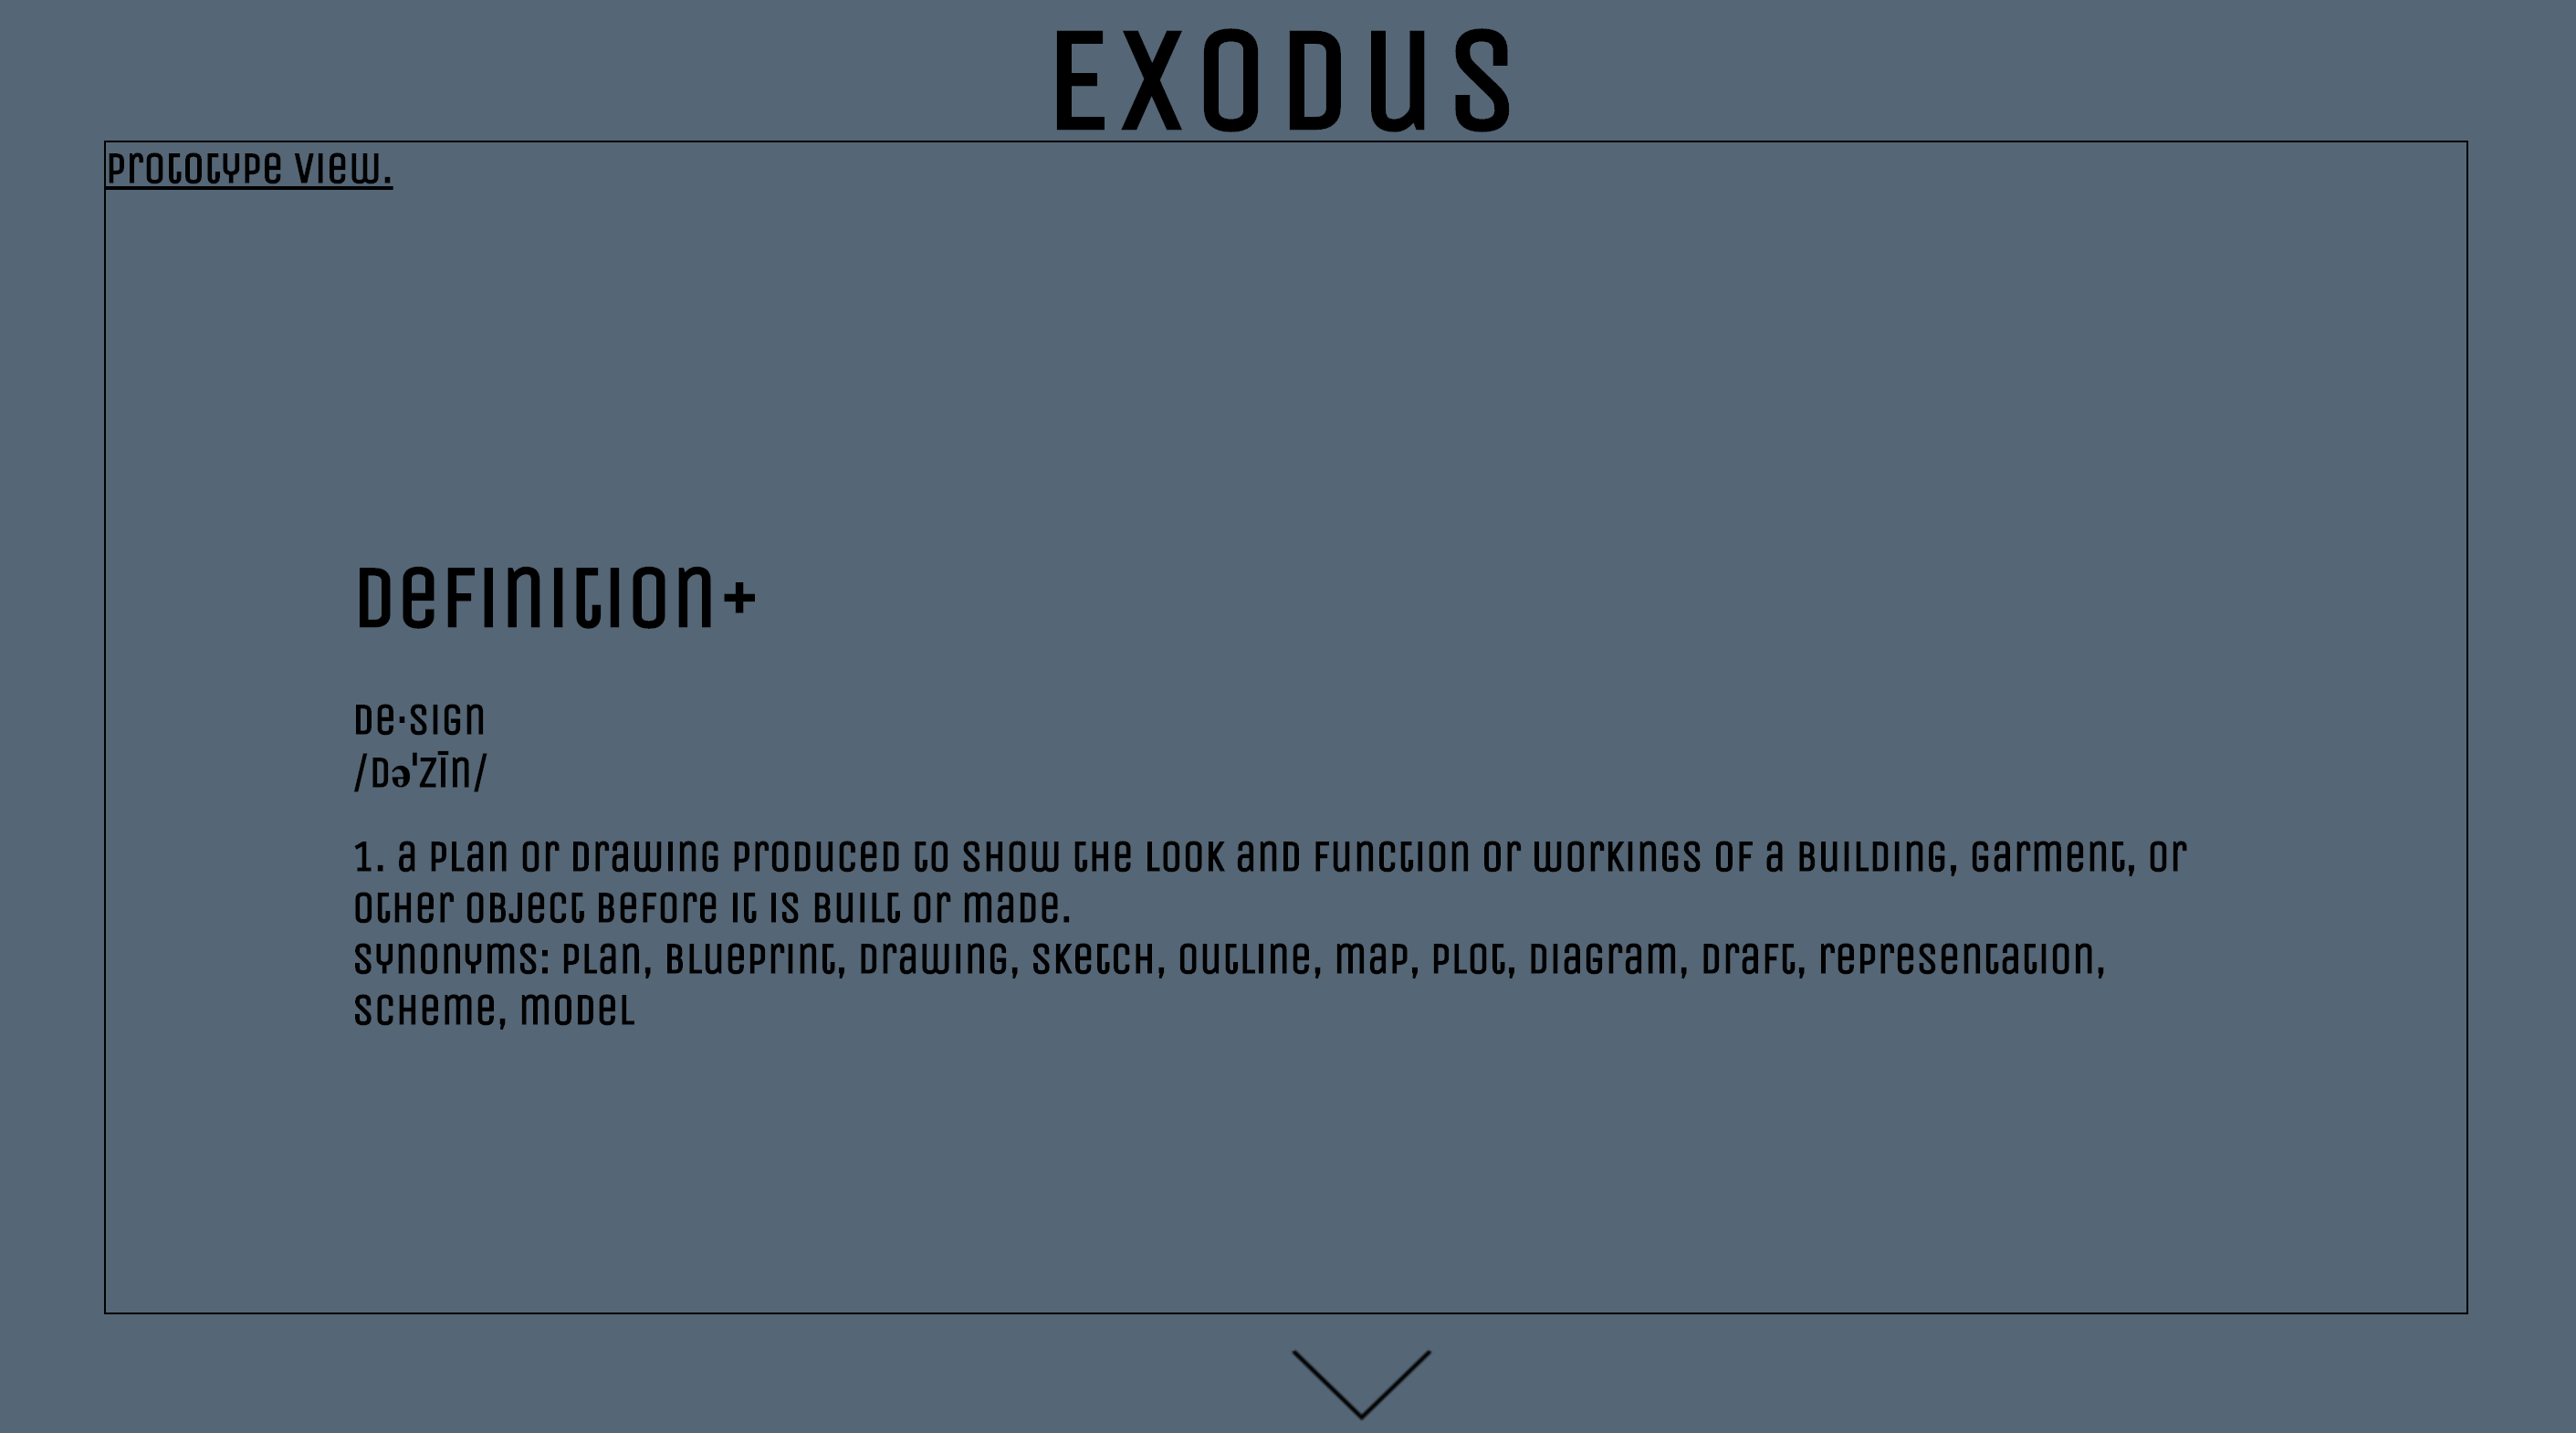 EXODUS
Prototype View.
Definition+
de·sign
/dəˈzīn/
1. a plan or drawing produced to show the look and function or workings of a building, garment, or
other object before it is built or made.
synonyms: plan, blueprint, drawing, sketch, outline, map, plot, diagram, draft, representation,
scheme, model